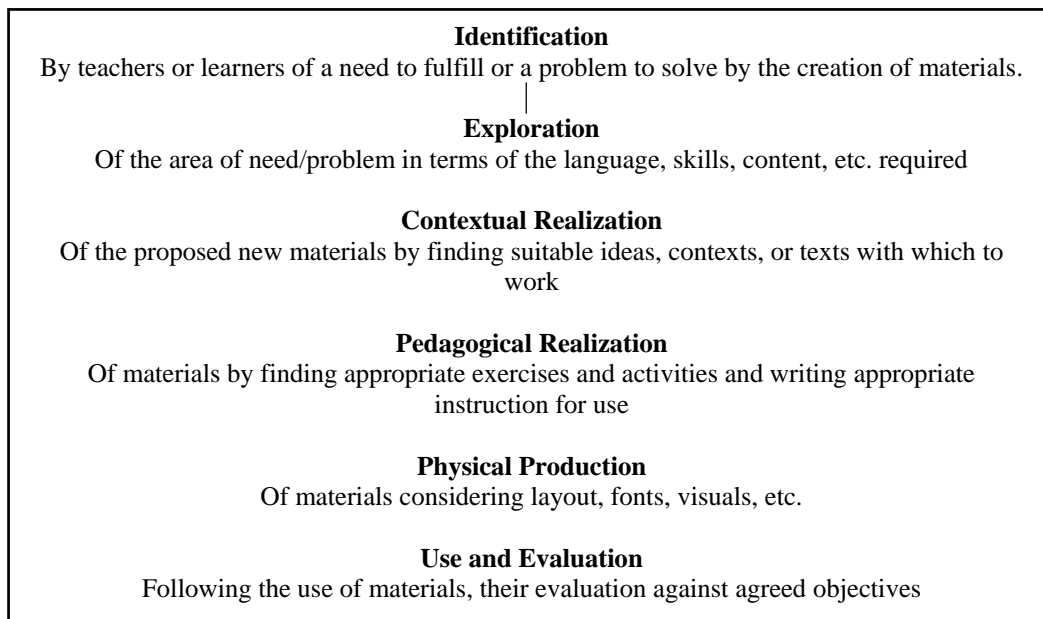 Identification
By teachers or learners of a need to fulfill or a problem to solve by the creation of materials.
Exploration
Of the area of need/problem in terms of the language, skills, content, etc. required
Contextual Realization
Of the proposed new materials by finding suitable ideas, contexts, or texts with which to
work
Pedagogical Realization
Of materials by finding appropriate exercises and activities and writing appropriate
instruction for use
Physical Production
Of materials considering layout, fonts, visuals, etc.
Use and Evaluation
Following the use of materials, their evaluation against agreed objectives